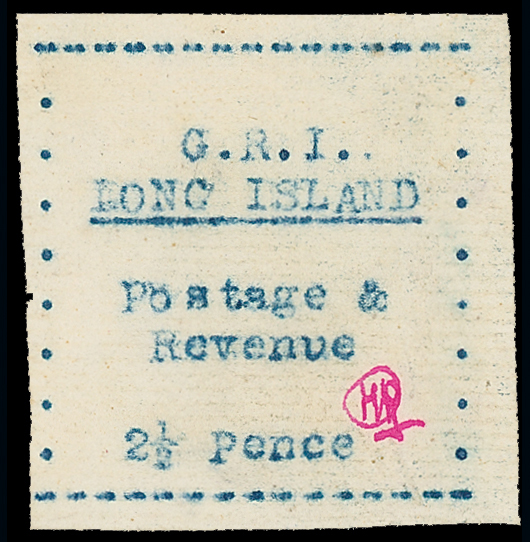 G.R.I.
LONG ISLAND
Postage &
Revenue
2½ Pence